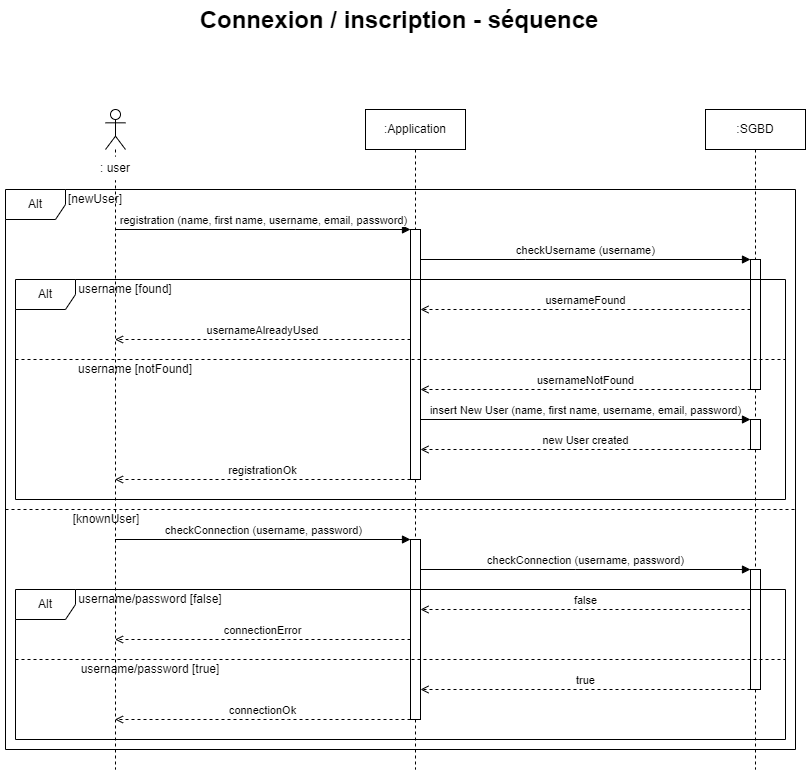 Connexion / inscription - séquence
: user
:Application
:SGBD
Alt
[newUser]
registration (name, first name, username, email, password)
checkUsername (username)
Alt
username [found]
usernameFound
usernameAlreadyUsed
username [notFound]
usernameNotFound
insert New User (name, first name, username, email, password)
new User created
registrationOk
[knownUser]
checkConnection (username, password)
checkConnection (username, password)
Alt
username/password [false]
false
connectionError
username/password [true]
true
connectionOk